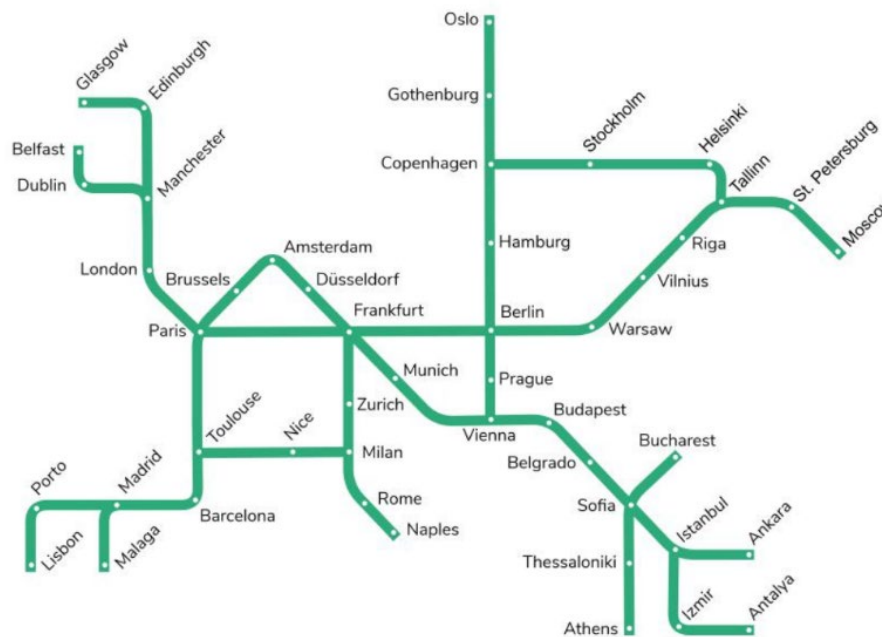 Oslo
Glasgow
Edinburgh
Gothenburg
Stockholm
Helsinki
Belfast
Manchester
Copenhagen
Tallinn
St. Petersburg
Dublin
Moscow
Amsterdam
Hamburg
Riga
London
Brussels
Düsseldorf
Vilnius
Frankfurt
Berlin
Paris
Warsaw
Munich
Prague
Toulouse
Nice
Zurich
Budapest
Vienna
Bucharest
Milan
Belgrado
Porto
Madrid
Rome
Sofia
Barcelona
Naples
Istanbul
Ankara
Lisbon
Malaga
Thessaloniki
Izmir
Antalya
Athens